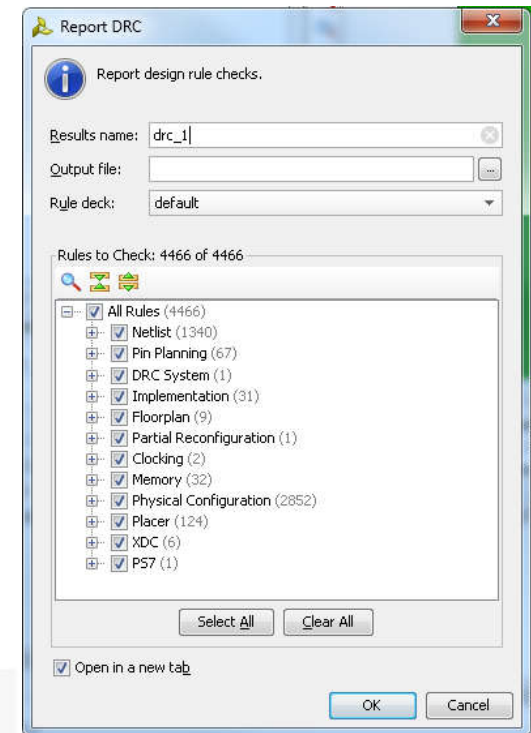 Report DRC
Report design rule checks.
Results name: drc_1
Output file:
...
Rule deck: default
Rules to Check: 4466 of 4466
All Rules (4466)
Netlist (1340)
Pin Planning (67)
DRC System (1)
Implementation (31)
Floorplan (9)
Partial Reconfiguration (1)
Clocking (2)
Memory (32)
Physical Configuration (2852)
Placer (124)
XDC (6)
PS7 (1)
Select All Clear All
Open in a new tab
OK Cancel